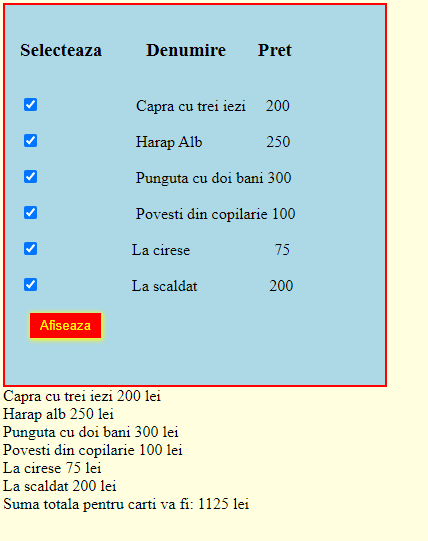 Selecteaza Denumire Pret
Capra cu trei iezi 200
Harap Alb 250
Punguta cu doi bani 300
Povesti din copilarie 100
La cirese 75
La scaldat 200
Afiseaza
Capra cu trei iezi 200 lei
Harap alb 250 lei
Punguta cu doi bani 300 lei
Povesti din copilarie 100 lei
La cirese 75 lei
La scaldat 200 lei
Suma totala pentru carti va fi: 1125 lei